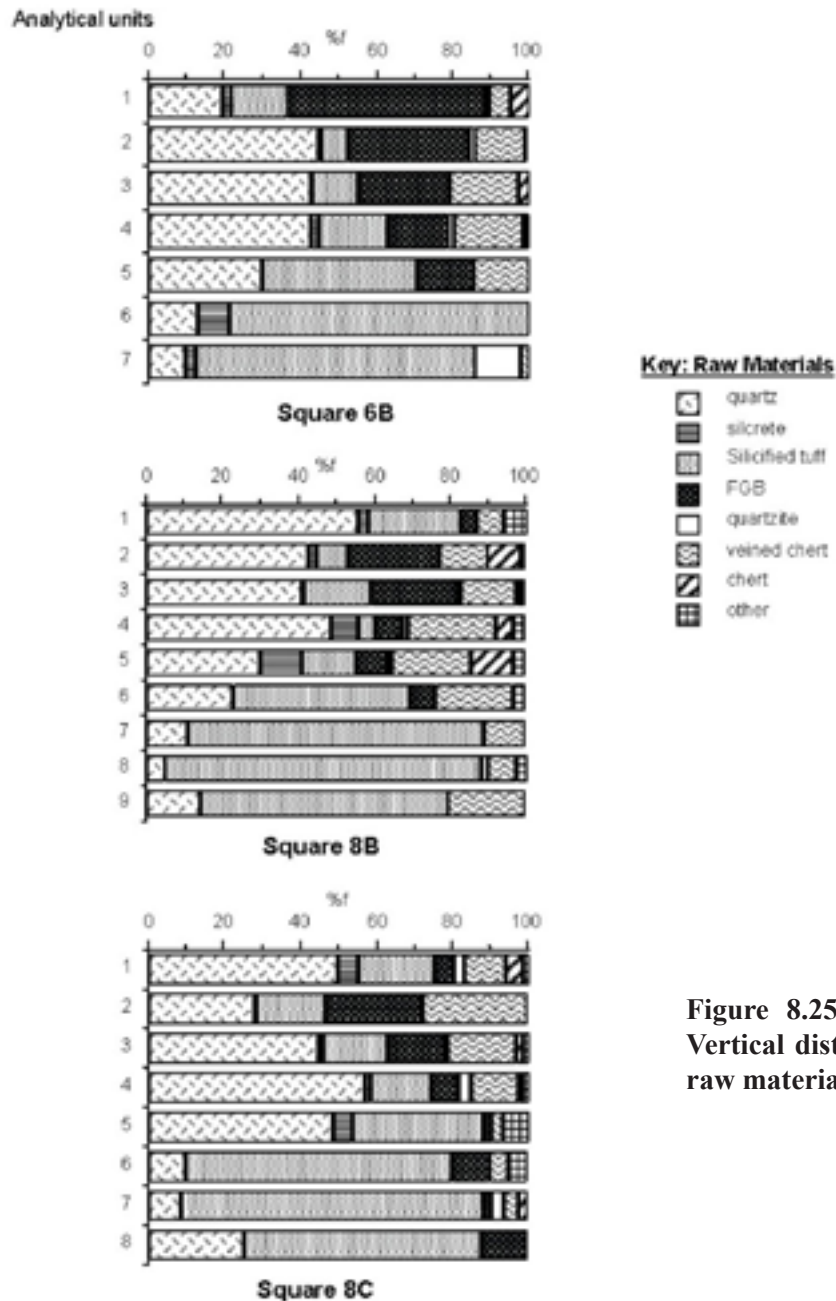 Analytical units
%f
0 20 40 60 80 100
1
2
3
4
5
6
7
Square 6B
Key: Raw Materials
quartz
silcrete
Silicified tuff
FGB
quartzite
veined chert
chert
other
%f
0 20 40 60 80 100
1
2
3
4
5
6
7
8
9
Square 8B
%f
0 20 40 60 80 100
1
2
3
4
5
6
7
8
Square 8C
Figure 8.25
Vertical dist
raw materia